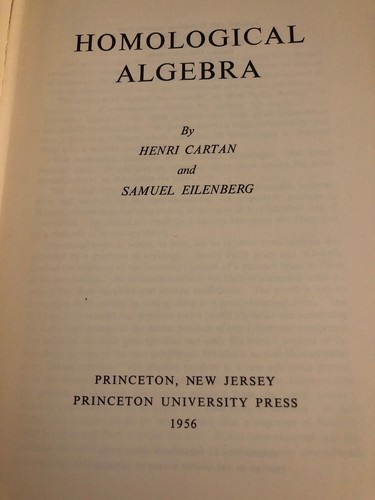 HOMOLOGICAL
ALGEBRA
By
HENRI CARTAN
and
SAMUEL EILENBERG
PRINCETON, NEW JERSEY
PRINCETON UNIVERSITY PRESS
1956